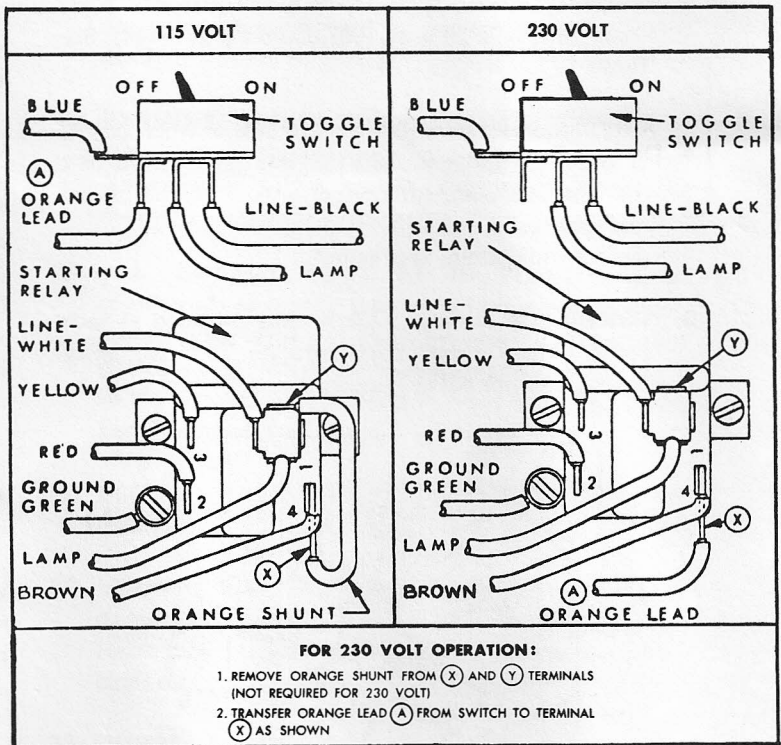 115 VOLT
OFF ON
BLUE
TOGGLE
SWITCH
A
ORANGE
LEAD
LINE-BLACK
LAMP
STARTING
RELAY
LINE-
WHITE
Y
YELLOW
3
RED
1
GROUND
GREEN
2
4
LAMP
X
BROWN
ORANGE SHUNT
230 VOLT
OFF ON
BLUE
TOGGLE
SWITCH
LINE-BLACK
STARTING
RELAY
LAMP
LINE-
WHITE
Y
YELLOW
3
RED
1
GROUND
GREEN
2
4
X
LAMP
BROWN
A
ORANGE LEAD
FOR 230 VOLT OPERATION:
1. REMOVE ORANGE SHUNT FROM X AND Y TERMINALS
(NOT REQUIRED FOR 230 VOLT)
2. TRANSFER ORANGE LEAD A FROM SWITCH TO TERMINAL
X AS SHOWN